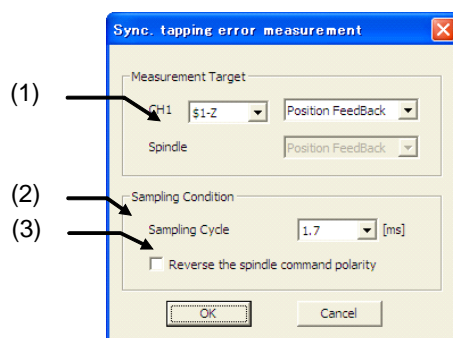 Sync. tapping error measurement
Measurement Target
(1)
CH1 $1-Z Position FeedBack
Spindle Position FeedBack
(2)
Sampling Condition
(3)
Sampling Cycle 1.7 [ms]
Reverse the spindle command polarity
OK Cancel